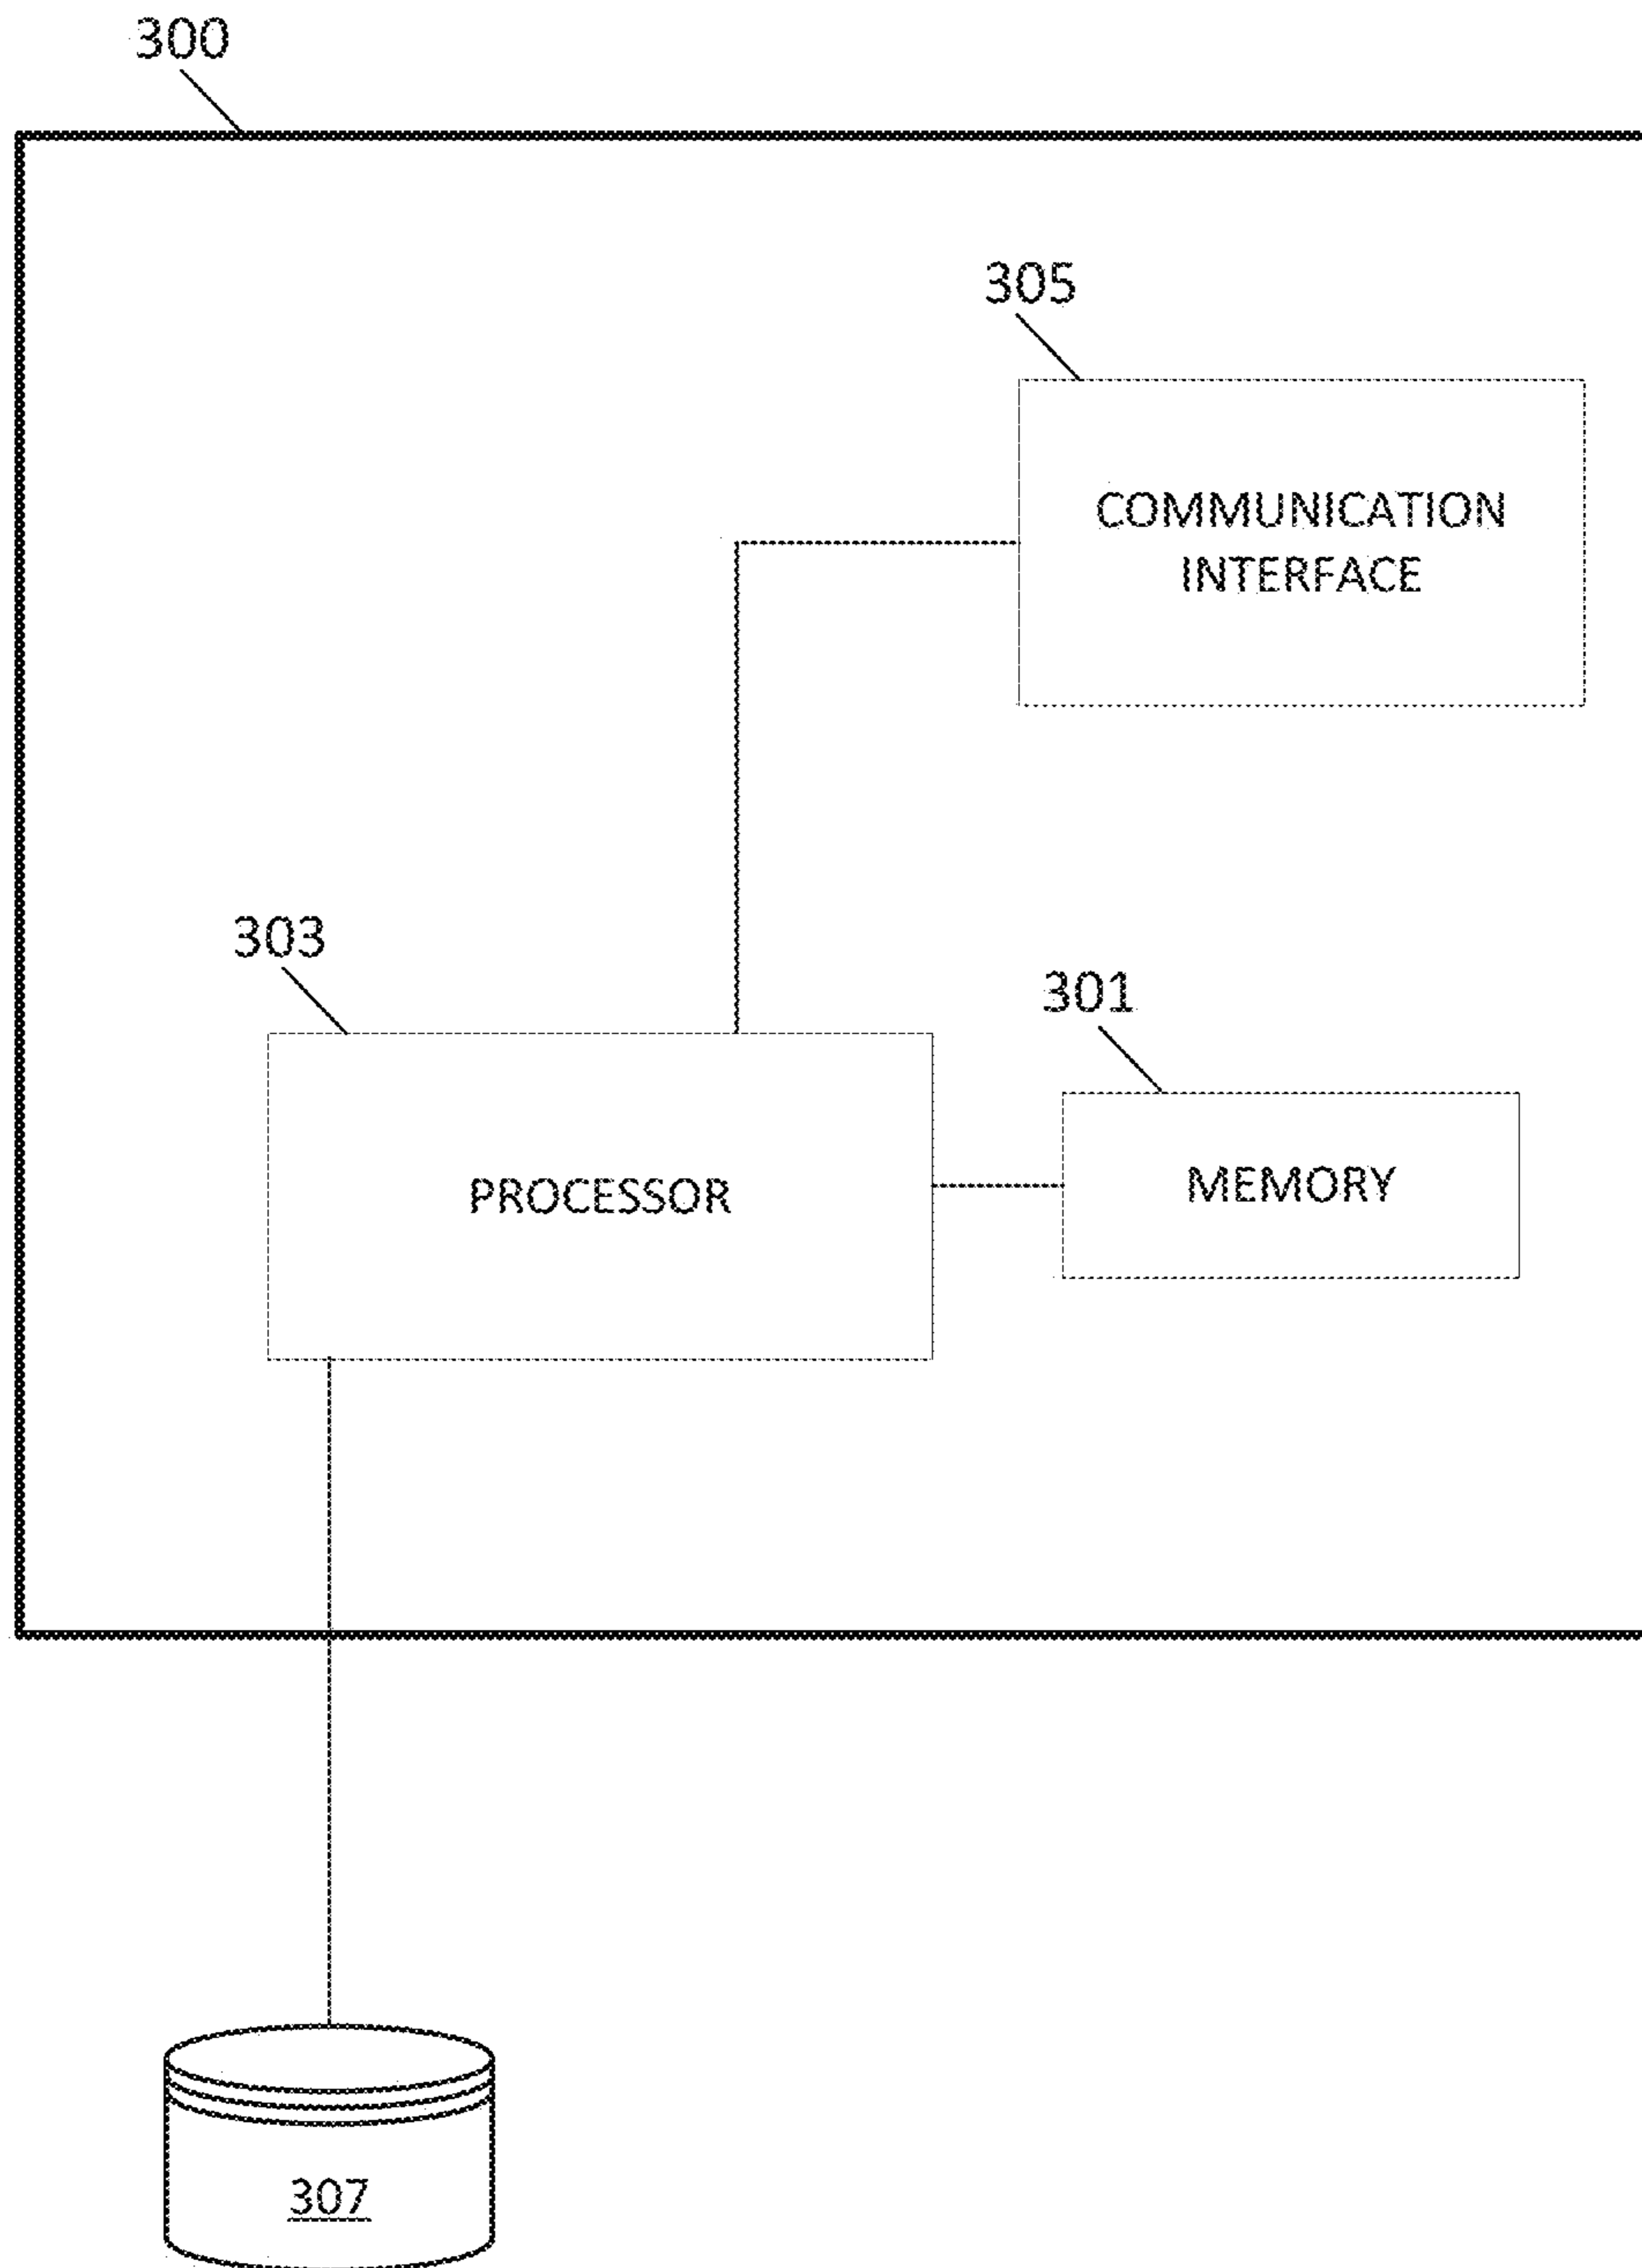 300
305
COMMUNICATION
INTERFACE
303
301
PROCESSOR
MEMORY
307